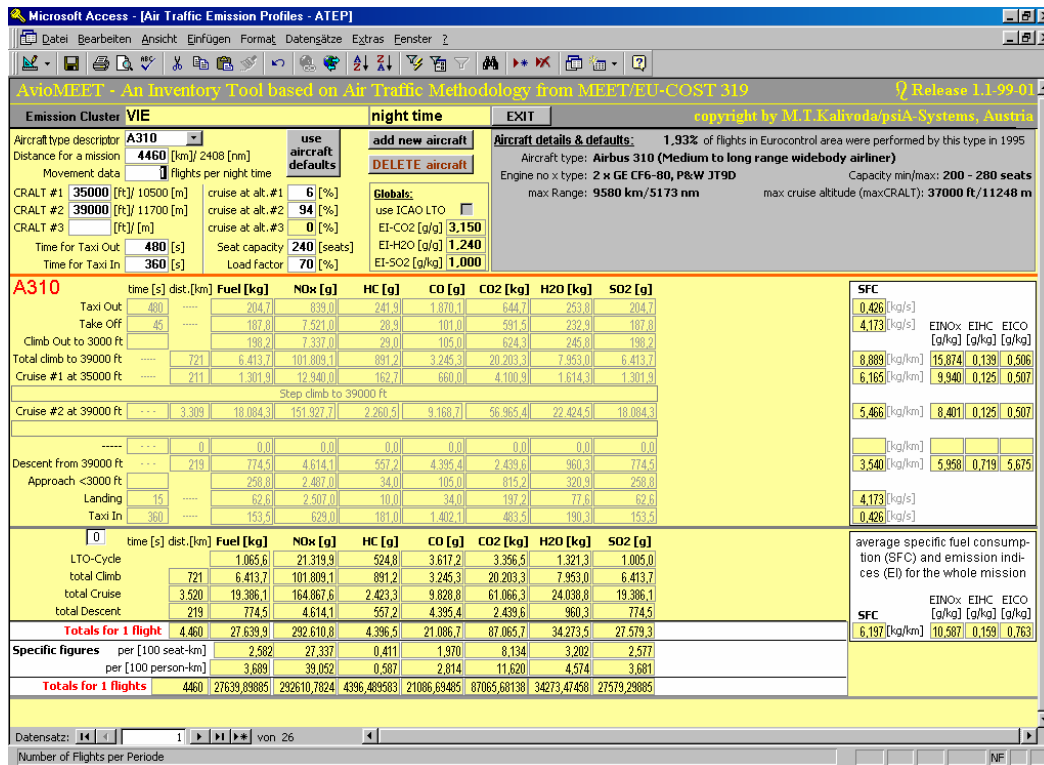 Microsoft Access - [Air Traffic Emission Profiles - ATEP]
Datei Bearbeiten Ansicht Einfügen Format Datensätze Extras Fenster ?
AvioMEET - An Inventory Tool based on Air Traffic Methodology from MEET/EU-COST 319 Release 1.1-99-01
Emission Cluster VIE night time EXIT copyright by M.T.Kalivoda/psiA-Systems, Austria
Aircraft type descriptor A310 use aircraft defaults add new aircraft Aircraft details & defaults: 1,93% of flights in Eurocontrol area were performed by this type in 1995
Distance for a mission 4460 [km]/ 2408 [nm] DELETE aircraft Aircraft type: Airbus 310 (Medium to long range widebody airliner)
Movement data 1 flights per night time Engine no x type: 2 x GE CF6-80, P&W JT9D Capacity min/max: 200 - 280 seats
CRALT #1 35000 [ft]/ 10500 [m] cruise at alt.#1 6 [%] Globals: max Range: 9580 km/5173 nm max cruise altitude (maxCRALT): 37000 ft/11248 m
CRALT #2 39000 [ft]/ 11700 [m] cruise at alt.#2 94 [%] use ICAO LTO
CRALT #3 [ft]/ [m] cruise at alt.#3 0 [%] EI-CO2 [g/g] 3,150
Time for Taxi Out 480 [s] Seat capacity 240 [seats] EI-H2O [g/g] 1,240
Time for Taxi In 360 [s] Load factor 70 [%] EI-SO2 [g/kg] 1,000
A310 time [s] dist.[km] Fuel [kg] NOx [g] HC [g] CO [g] CO2 [kg] H2O [kg] SO2 [g] SFC
Taxi Out 480 ----- 204,7 839,0 241,9 1.870,1 644,7 253,8 204,7 0,426 [kg/s]
Take Off 45 ----- 187,8 7.521,0 28,9 101,0 591,5 232,9 187,8 4,173 [kg/s] EINOx EIHC EICO
Climb Out to 3000 ft 198,2 7.337,0 29,0 105,0 624,3 245,8 198,2 [g/kg] [g/kg] [g/kg]
Total climb to 39000 ft ----- 721 6.413,7 101.809,1 891,2 3.245,3 20.203,3 7.953,0 6.413,7 8,889 [kg/km] 15,874 0,139 0,506
Cruise #1 at 35000 ft ----- 211 1.301,9 12.940,0 162,7 660,0 4.100,9 1.614,3 1.301,9 6,165 [kg/km] 9,940 0,125 0,507
Step climb to 39000 ft
Cruise #2 at 39000 ft - - - 3.309 18.084,3 151.927,7 2.260,5 9.168,7 56.965,4 22.424,5 18.084,3 5,466 [kg/km] 8,401 0,125 0,507
----- - - - 0 0,0 0,0 0,0 0,0 0,0 0,0 0,0 [kg/km]
Descent from 39000 ft - - - 219 774,5 4.614,1 557,2 4.395,4 2.439,6 960,3 774,5 3,540 [kg/km] 5,958 0,719 5,675
Approach <3000 ft 258,8 2.487,0 34,0 105,0 815,2 320,9 258,8
Landing 15 ----- 62,6 2.507,0 10,0 34,0 197,2 77,6 62,6 4,173 [kg/s]
Taxi In 360 ----- 153,5 629,0 181,0 1.402,1 483,5 190,3 153,5 0,426 [kg/s]
0 time [s] dist.[km] Fuel [kg] NOx [g] HC [g] CO [g] CO2 [kg] H2O [kg] SO2 [g] average specific fuel consump-
LTO-Cycle 1.065,6 21.319,9 524,8 3.617,2 3.356,5 1.321,3 1.005,0 tion (SFC) and emission indi-
total Climb 721 6.413,7 101.809,1 891,2 3.245,3 20.203,3 7.953,0 6.413,7 ces (EI) for the whole mission
total Cruise 3.520 19.386,1 164.867,6 2.423,3 9.828,8 61.066,3 24.038,8 19.386,1 EINOx EIHC EICO
total Descent 219 774,5 4.614,1 557,2 4.395,4 2.439,6 960,3 774,5 SFC [g/kg] [g/kg] [g/kg]
Totals for 1 flight 4.460 27.639,9 292.610,8 4.396,5 21.086,7 87.065,7 34.273,5 27.579,3 6,197 [kg/km] 10,587 0,159 0,763
Specific figures per [100 seat-km] 2,582 27,337 0,411 1,970 8,134 3,202 2,577
per [100 person-km] 3,689 39,052 0,587 2,814 11,620 4,574 3,681
Totals for 1 flights 4460 27639,89885 292610,7824 4396,489583 21086,69485 87065,68138 34273,47458 27579,29885
Datensatz: 1 von 26
Number of Flights per Periode NF